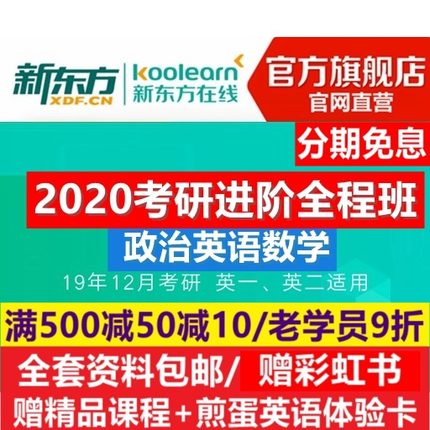 新东方
XDF.CN
koolearn
新东方在线
官方旗舰店
官网直营
分期免息
2020考研进阶全程班
政治英语数学
19年12月考研 英一、英二适用
满500减50减10/老学员9折
全套资料包邮/ 赠彩虹书
赠精品课程+煎蛋英语体验卡